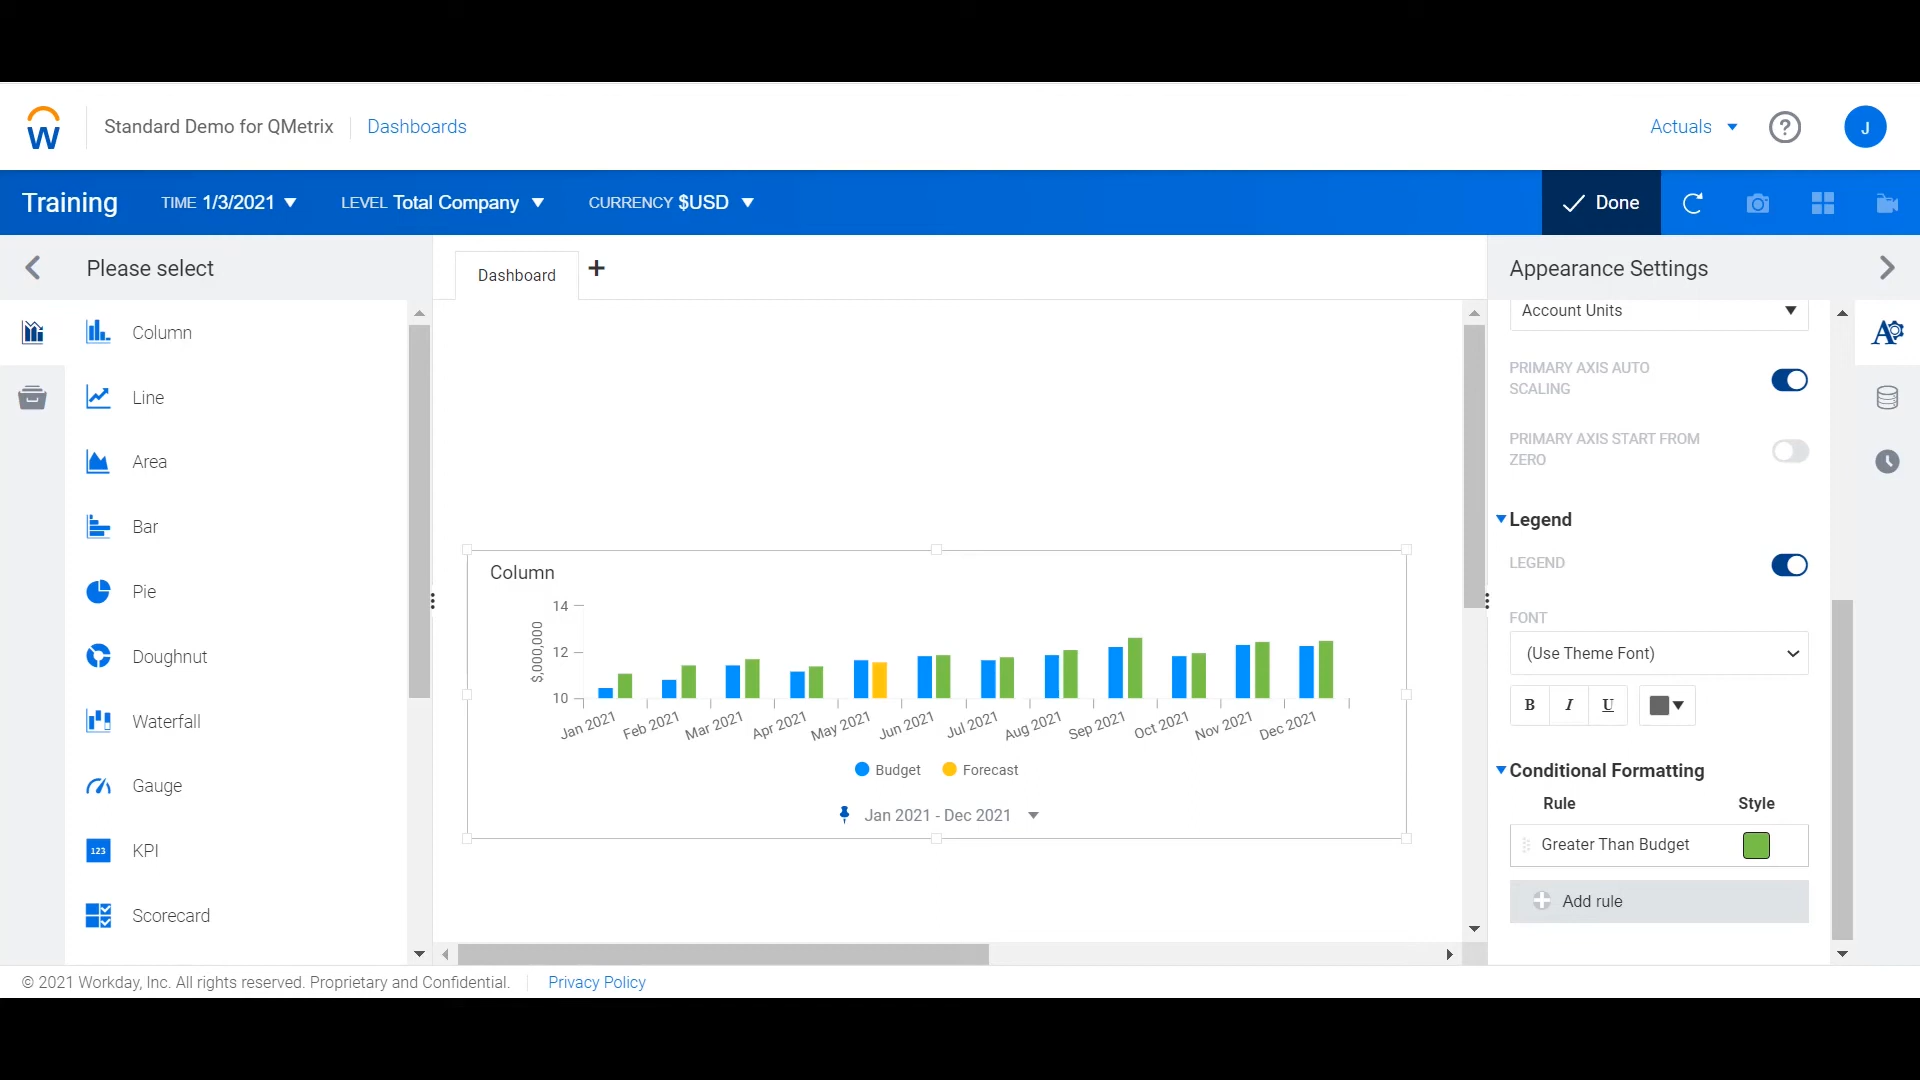 W
Standard Demo for QMetrix
Dashboards
Actuals
?
J
Training
TIME 1/3/2021
LEVEL Total Company
CURRENCY $USD
Done
Please select
Column
Line
Area
Bar
Pie
Doughnut
Waterfall
Gauge
123
KPI
Scorecard
Dashboard
+
Column
14
12
10
$,000,000
Jan 2021
Feb 2021
Mar 2021
Apr 2021
May 2021
Jun 2021
Jul 2021
Aug 2021
Sep 2021
Oct 2021
Nov 2021
Dec 2021
Budget
Forecast
Jan 2021 - Dec 2021
Appearance Settings
Account Units
PRIMARY AXIS AUTO
SCALING
PRIMARY AXIS START FROM
ZERO
Legend
LEGEND
FONT
(Use Theme Font)
B I U
Conditional Formatting
Rule Style
Greater Than Budget
Add rule
A
© 2021 Workday, Inc. All rights reserved. Proprietary and Confidential.
Privacy Policy